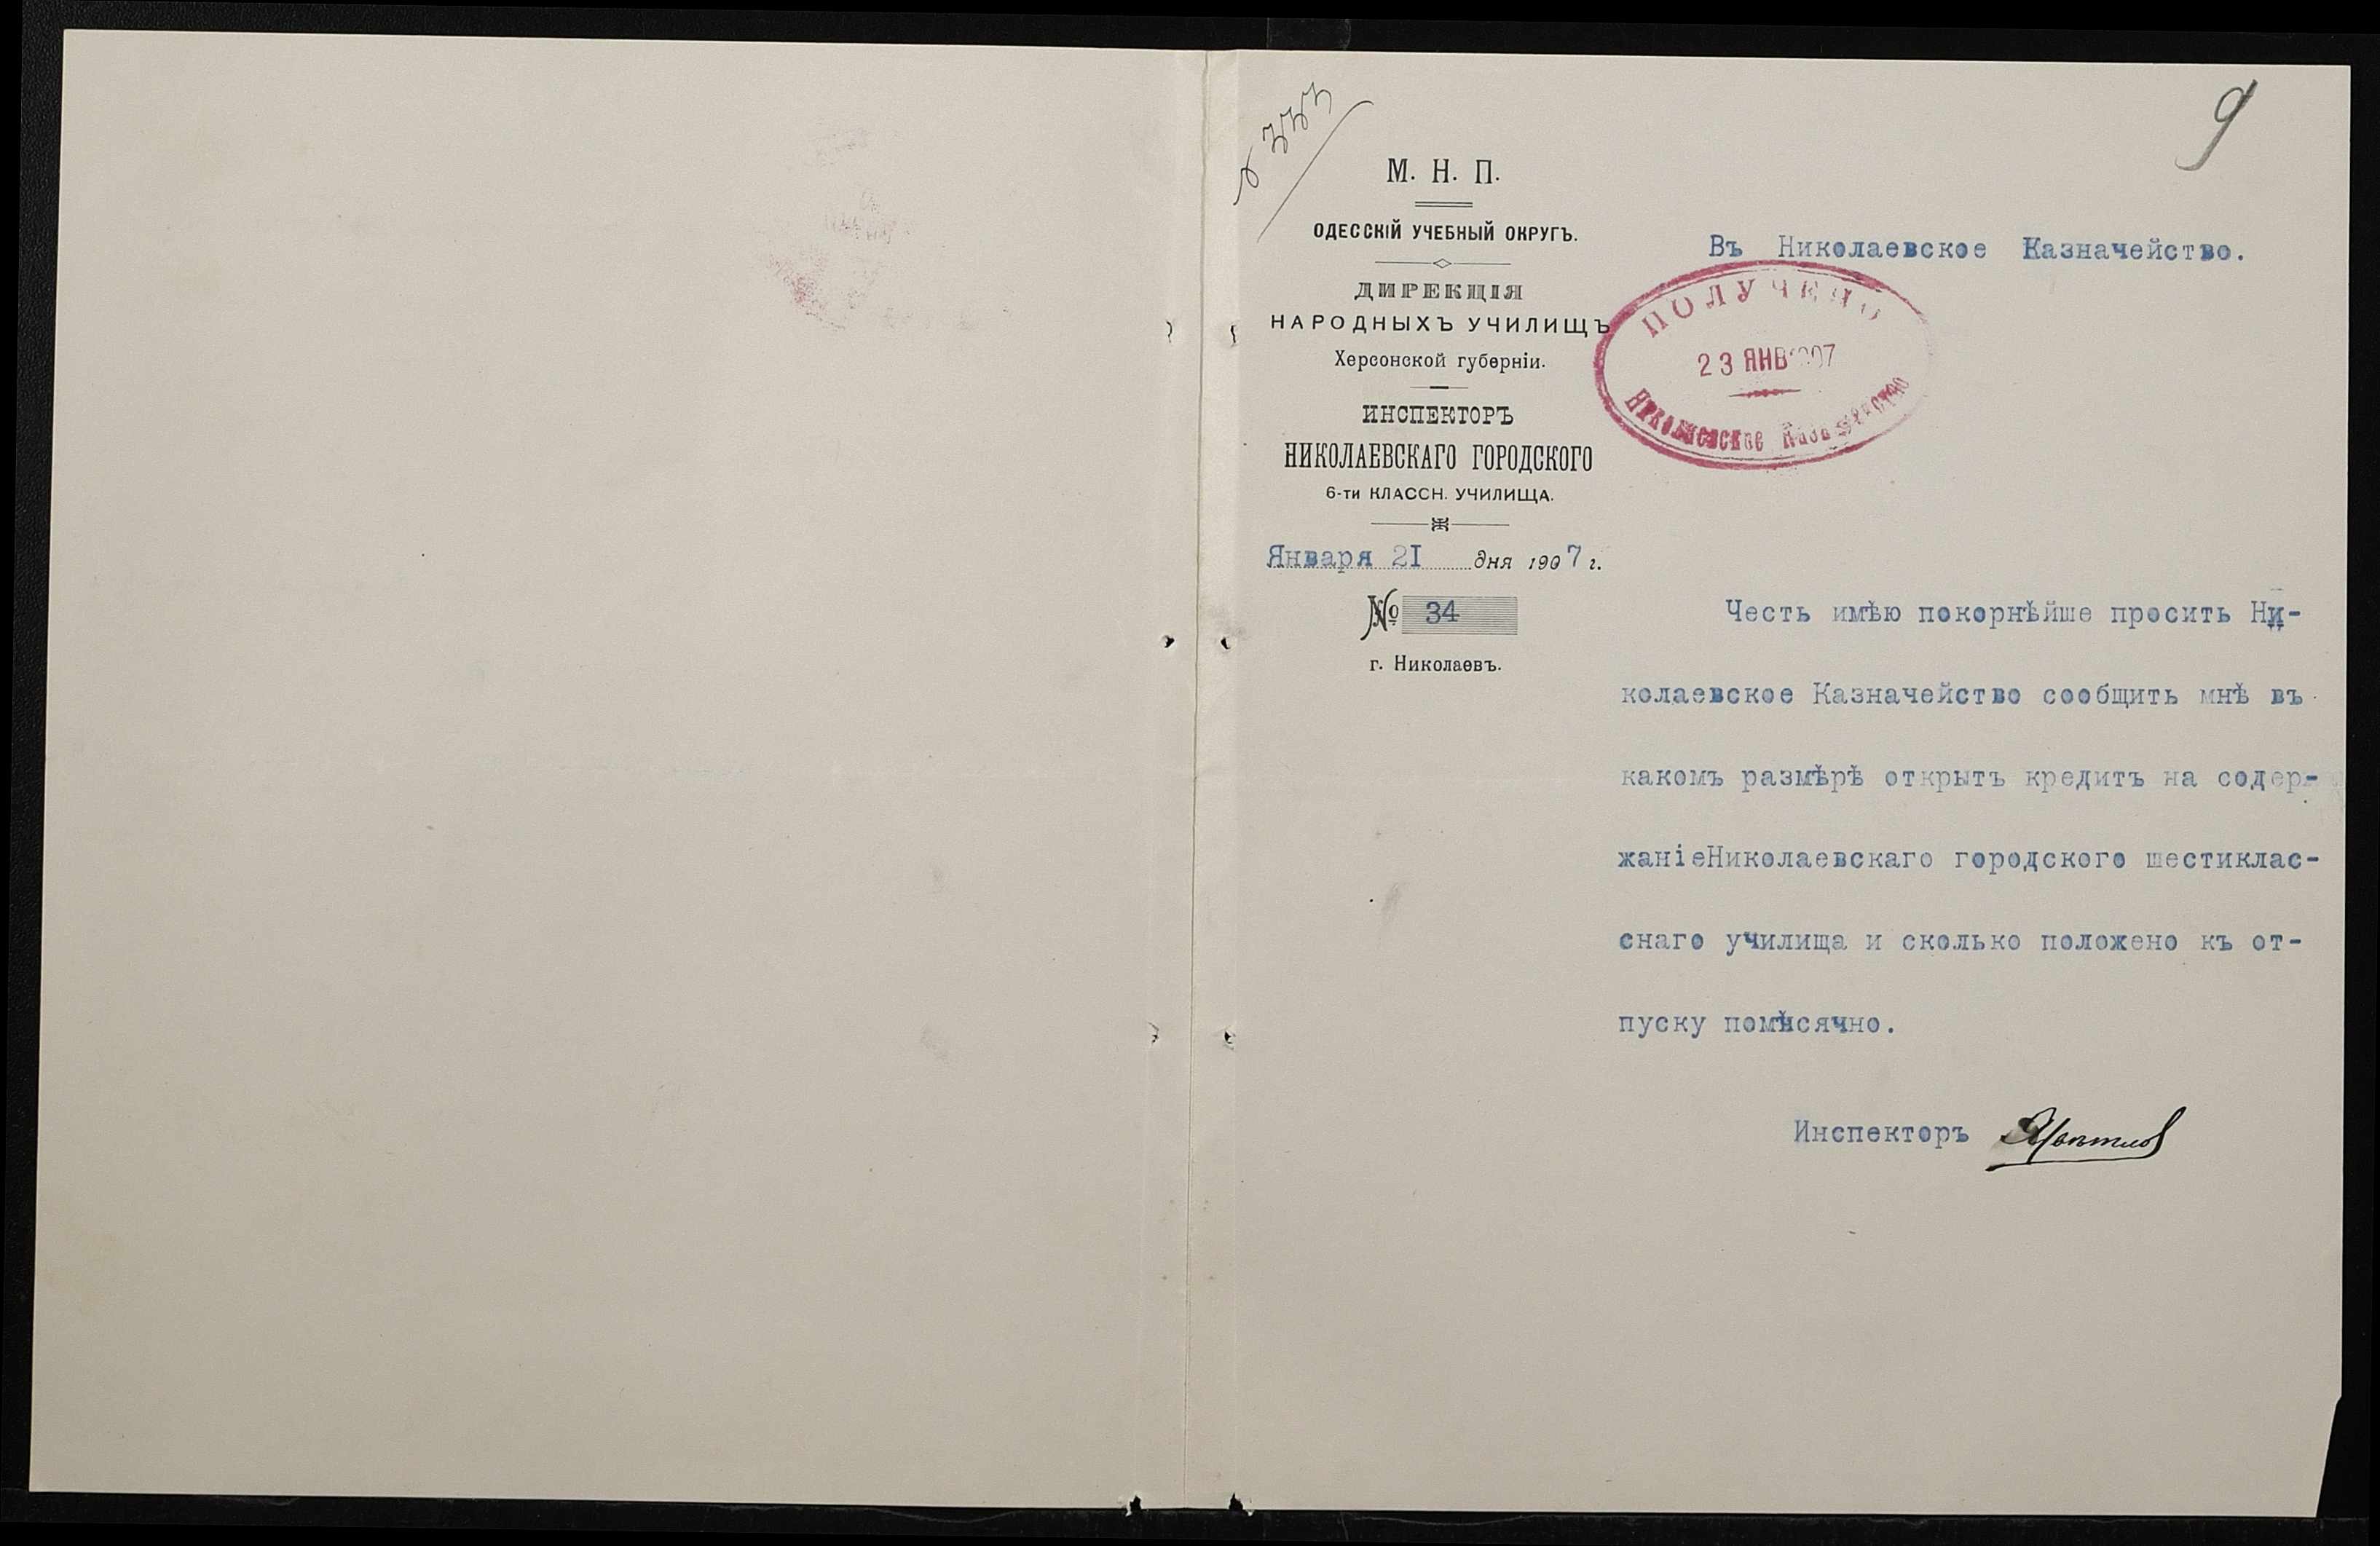 9
М. Н. П.
ОДЕССКІЙ УЧЕБНЫЙ ОКРУГЪ.
ДИРЕКЦІЯ
НАРОДНЫХЪ УЧИЛИЩЪ
Херсонской губерніи.
ИНСПЕКТОРЪ
НИКОЛАЕВСКАГО ГОРОДСКОГО
6-ти КЛАССН. УЧИЛИЩА.
Января 2I дня 1907 г.
№ 34
г. Николаевъ.
Въ Николаевское Казначейство.
ПОЛУЧЕНО
23 ЯНВ 1907
Николаевское Казначейство
Честь имѣю покорнѣйше просить Ни-
колаевское Казначейство сообщить мнѣ въ
какомъ размѣрѣ открытъ кредитъ на содер-
жаніеНиколаевскаго городского шестиклас-
снаго училища и сколько положено къ от-
пуску помѣсячно.
Инспекторъ